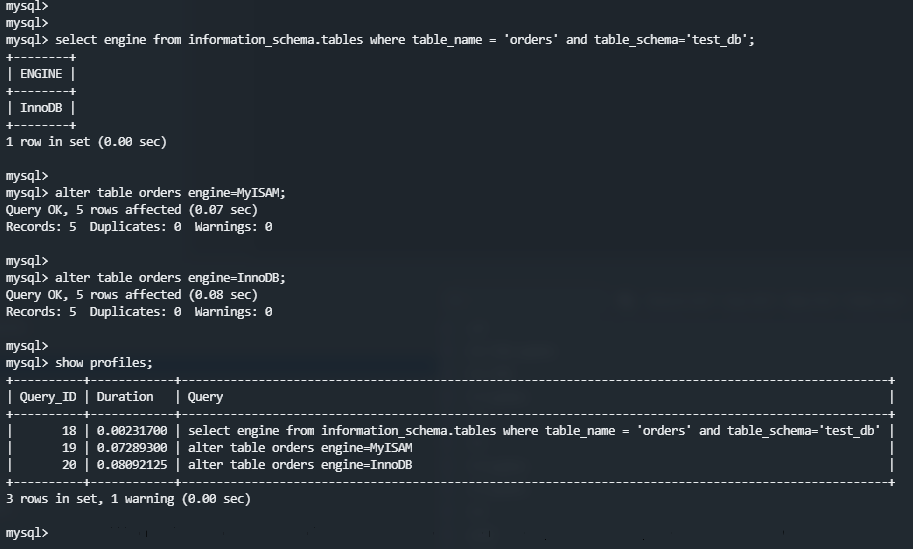 mysql>
mysql>
mysql> select engine from information_schema.tables where table_name = 'orders' and table_schema='test_db';
+--------+
| ENGINE |
+--------+
| InnoDB |
+--------+
1 row in set (0.00 sec)
mysql>
mysql> alter table orders engine=MyISAM;
Query OK, 5 rows affected (0.07 sec)
Records: 5  Duplicates: 0  Warnings: 0
mysql>
mysql> alter table orders engine=InnoDB;
Query OK, 5 rows affected (0.08 sec)
Records: 5  Duplicates: 0  Warnings: 0
mysql>
mysql> show profiles;
+----------+------------+------------------------------------------------------------------------------------------------------+
| Query_ID | Duration   | Query                                                                                                |
+----------+------------+------------------------------------------------------------------------------------------------------+
|       18 | 0.00231700 | select engine from information_schema.tables where table_name = 'orders' and table_schema='test_db' |
|       19 | 0.07289300 | alter table orders engine=MyISAM                                                                     |
|       20 | 0.08092125 | alter table orders engine=InnoDB                                                                     |
+----------+------------+------------------------------------------------------------------------------------------------------+
3 rows in set, 1 warning (0.00 sec)
mysql>